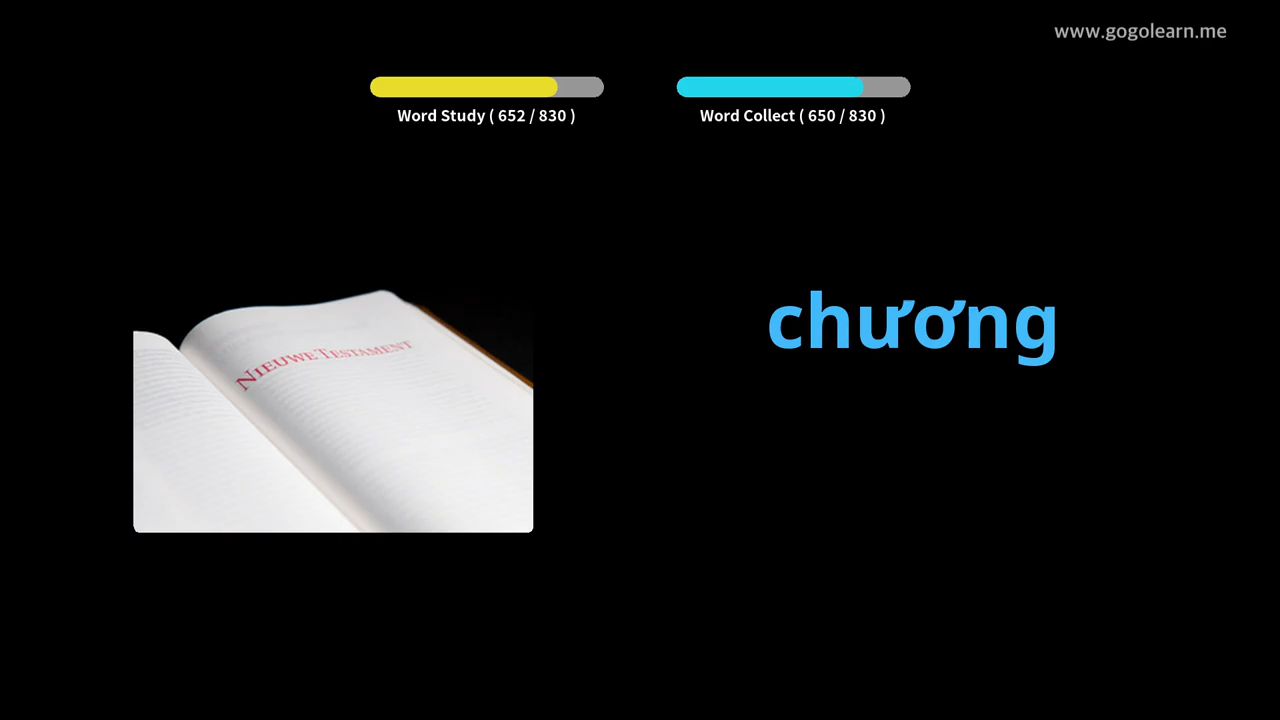 www.gogolearn.me
Word Study ( 652 / 830 )
Word Collect ( 650 / 830 )
NIEUWE TESTAMENT
chương